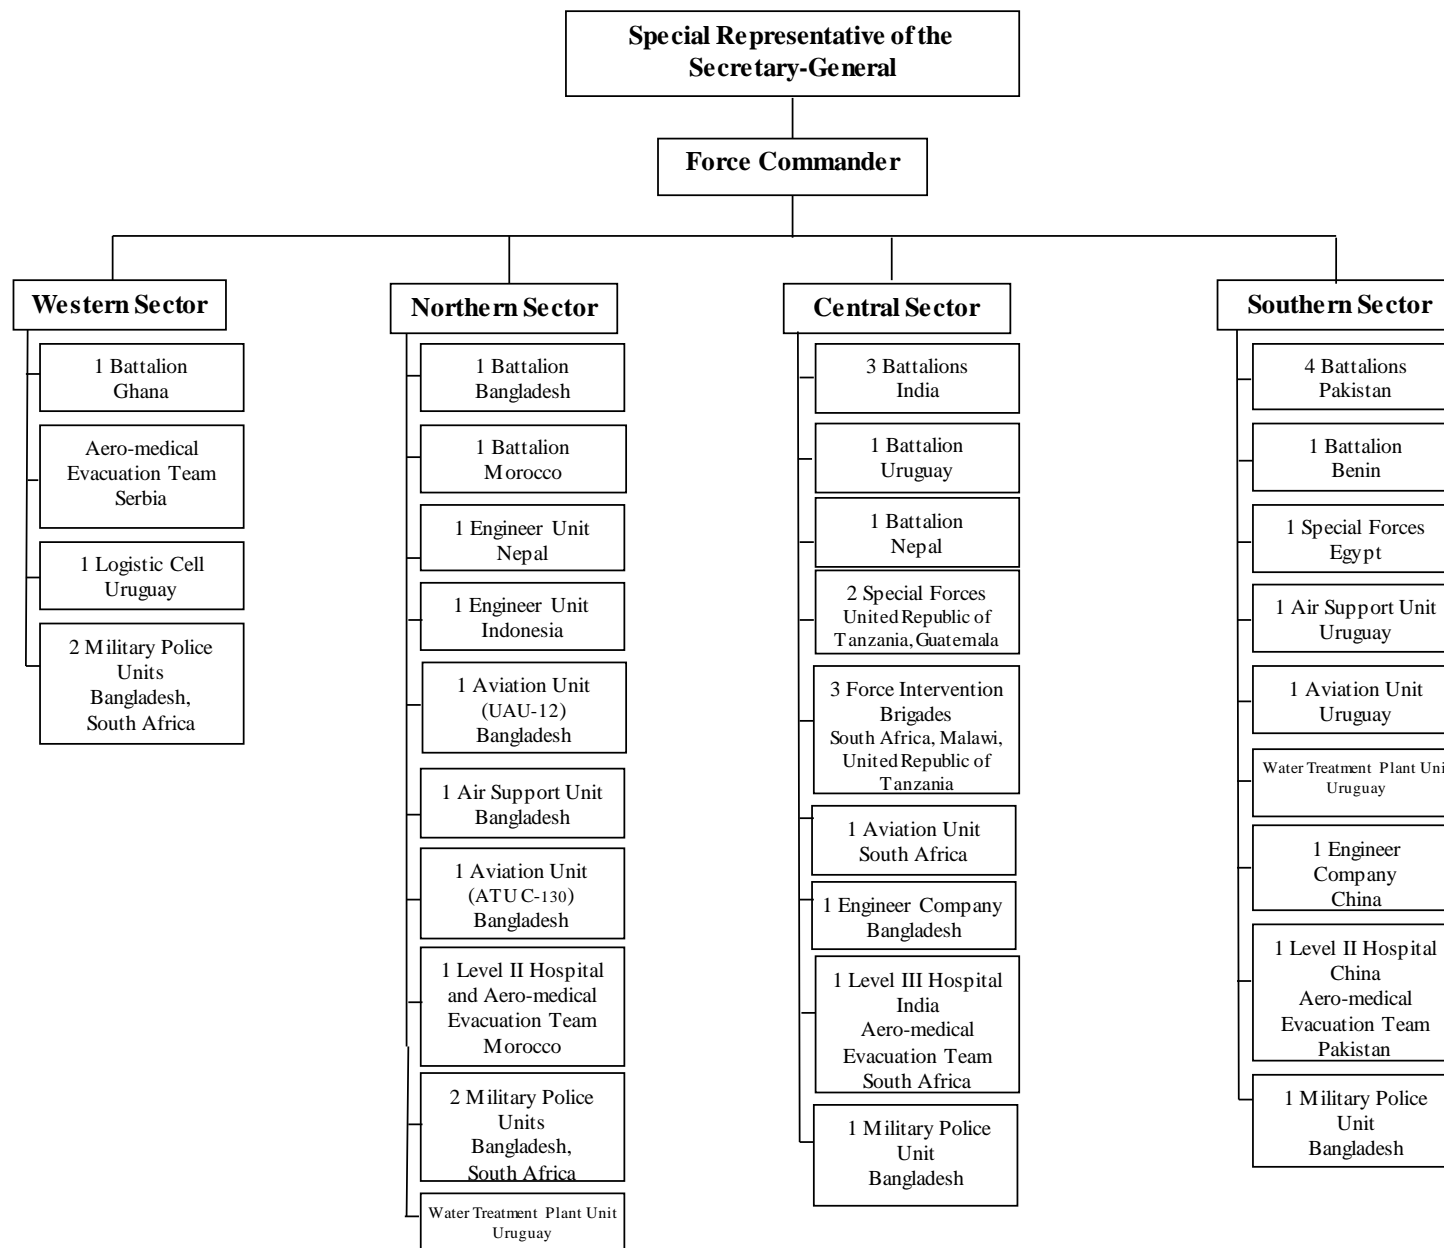 Special Representative of the
Secretary-General
Force Commander
Western Sector
1 Battalion
Ghana
Aero-medical
Evacuation Team
Serbia
1 Logistic Cell
Uruguay
2 Military Police
Units
Bangladesh,
South Africa
Northern Sector
1 Battalion
Bangladesh
1 Battalion
Morocco
1 Engineer Unit
Nepal
1 Engineer Unit
Indonesia
1 Aviation Unit
(UAU-12)
Bangladesh
1 Air Support Unit
Bangladesh
1 Aviation Unit
(ATU C-130)
Bangladesh
1 Level II Hospital
and Aero-medical
Evacuation Team
Morocco
2 Military Police
Units
Bangladesh,
South Africa
Water Treatment Plant Unit
Uruguay
Central Sector
3 Battalions
India
1 Battalion
Uruguay
1 Battalion
Nepal
2 Special Forces
United Republic of
Tanzania, Guatemala
3 Force Intervention
Brigades
South Africa, Malawi,
United Republic of
Tanzania
1 Aviation Unit
South Africa
1 Engineer Company
Bangladesh
1 Level III Hospital
India
Aero-medical
Evacuation Team
South Africa
1 Military Police
Unit
Bangladesh
Southern Sector
4 Battalions
Pakistan
1 Battalion
Benin
1 Special Forces
Egypt
1 Air Support Unit
Uruguay
1 Aviation Unit
Uruguay
Water Treatment Plant Uni
Uruguay
1 Engineer
Company
China
1 Level II Hospital
China
Aero-medical
Evacuation Team
Pakistan
1 Military Police
Unit
Bangladesh